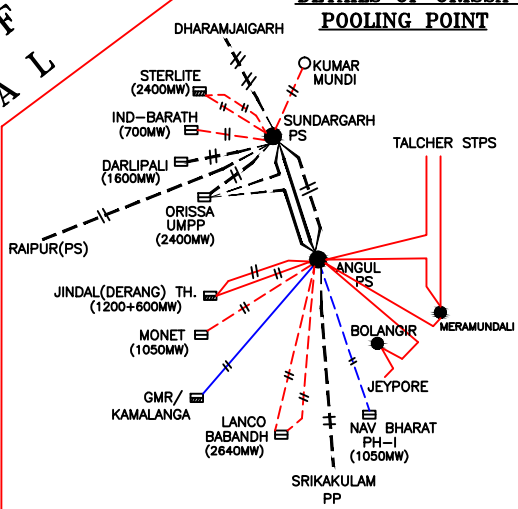 DETAILS OF ORISSA
POOLING POINT
F
A L
DHARAMJAIGARH
KUMAR
MUNDI
STERLITE
(2400MW)
SUNDARGARH
PS
IND-BARATH
(700MW)
TALCHER STPS
DARLIPALI
(1600MW)
ORISSA
UMPP
(2400MW)
RAIPUR(PS)
ANGUL
PS
JINDAL(DERANG) TH.
(1200+600MW)
MERAMUNDALI
MONET
(1050MW)
BOLANGIR
JEYPORE
GMR/
KAMALANGA
LANCO
BABANDH
(2640MW)
NAV BHARAT
PH-I
(1050MW)
SRIKAKULAM
PP